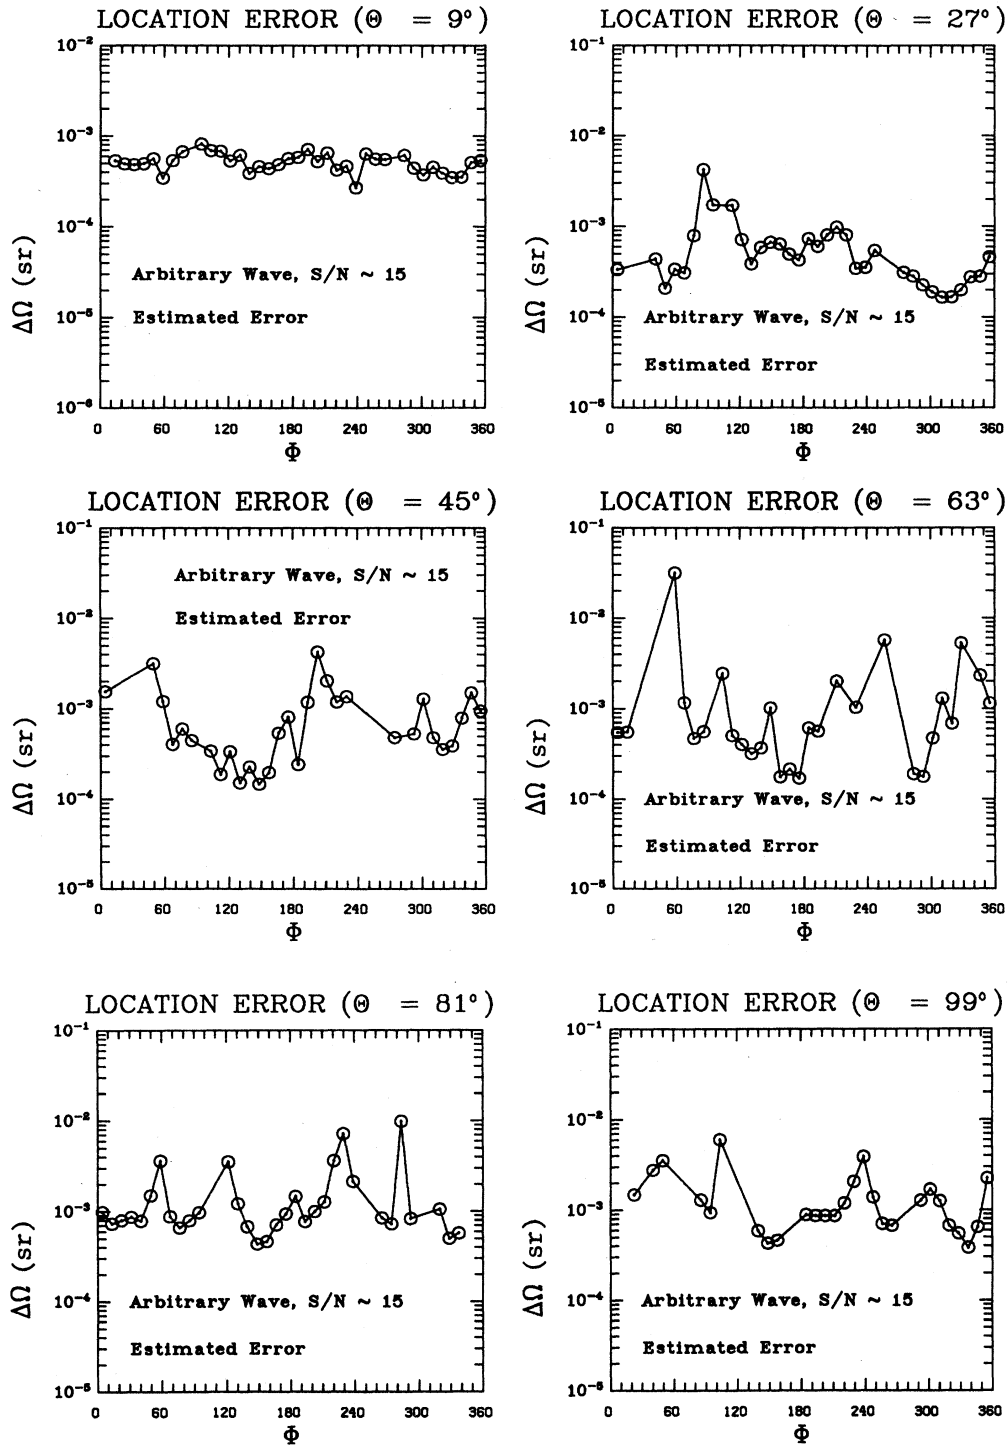 LOCATION ERROR (Θ = 9°)
10⁻²
10⁻³
10⁻⁴
10⁻⁵
10⁻⁶
ΔΩ (sr)
Arbitrary Wave, S/N ~ 15
Estimated Error
0 60 120 180 240 300 360
Φ
LOCATION ERROR (Θ = 27°)
10⁻¹
10⁻²
10⁻³
10⁻⁴
10⁻⁵
ΔΩ (sr)
Arbitrary Wave, S/N ~ 15
Estimated Error
0 60 120 180 240 300 360
Φ
LOCATION ERROR (Θ = 45°)
10⁻¹
10⁻²
10⁻³
10⁻⁴
10⁻⁵
ΔΩ (sr)
Arbitrary Wave, S/N ~ 15
Estimated Error
0 60 120 180 240 300 360
Φ
LOCATION ERROR (Θ = 63°)
10⁻¹
10⁻²
10⁻³
10⁻⁴
10⁻⁵
ΔΩ (sr)
Arbitrary Wave, S/N ~ 15
Estimated Error
0 60 120 180 240 300 360
Φ
LOCATION ERROR (Θ = 81°)
10⁻¹
10⁻²
10⁻³
10⁻⁴
10⁻⁵
ΔΩ (sr)
Arbitrary Wave, S/N ~ 15
Estimated Error
0 60 120 180 240 300 360
Φ
LOCATION ERROR (Θ = 99°)
10⁻¹
10⁻²
10⁻³
10⁻⁴
10⁻⁵
ΔΩ (sr)
Arbitrary Wave, S/N ~ 15
Estimated Error
0 60 120 180 240 300 360
Φ